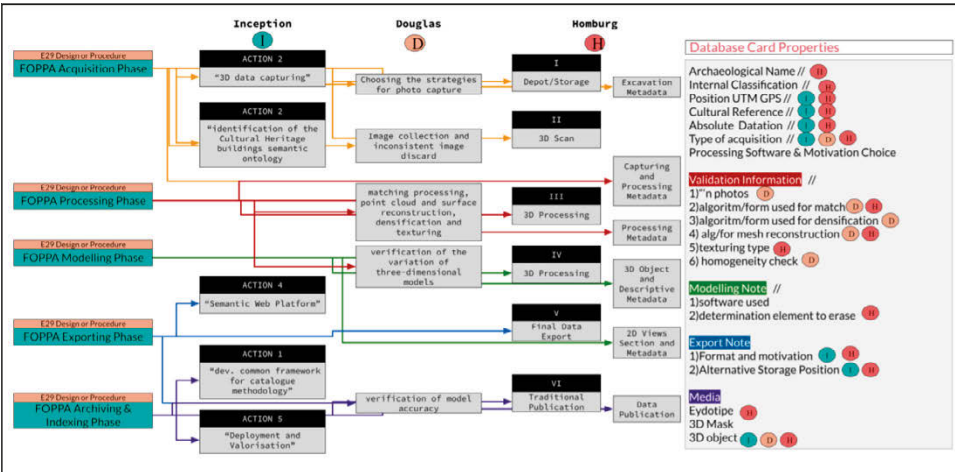 Inception
Douglas
Homburg
I
D
H
E29 Design or Procedure
FOPPA Acquisition Phase
ACTION 2
"3D data capturing"
Choosing the strategies
for photo capture
I
Depot/Storage
Excavation
Metadata
ACTION 2
"identification of the
Cultural Heritage
buildings semantic
ontology
Image collection and
inconsistent image
discard
II
3D Scan
Capturing
and
Processing
Metadata
E29 Design or Procedure
FOPPA Processing Phase
matching processing,
point cloud and surface
reconstruction,
densification and
texturing
III
3D Processing
Processing
Metadata
E29 Design or Procedure
FOPPA Modelling Phase
verification of the
variation of
three-dimensional
models
IV
3D Processing
3D Object
and
Descriptive
Metadata
ACTION 4
"Semantic Web Platform"
E29 Design or Procedure
FOPPA Exporting Phase
V
Final Data
Export
2D Views
Section and
Metadata
ACTION 1
"dev. common framework
for catalogue
methodology"
E29 Design or Procedure
FOPPA Archiving &
Indexing Phase
verification of model
accuracy
VI
Traditional
Publication
Data
Publication
ACTION 5
"Deployment and
Valorisation"
Database Card Properties
Archaeological Name // H
Internal Classification // H
Position UTM GPS // I H
Cultural Reference // I H
Absolute Datation // I H
Type of acquisition // I D H
Processing Software & Motivation Choice
Validation Information //
1)"n photos D
2)algoritm/form used for match D H
3)algoritm/form used for densification D
4) alg/for mesh reconstruction D H
5)texturing type H
6) homogeneity check D
Modelling Note //
1)software used
2)determination element to erase H
Export Note
1)Format and motivation I H
2)Alternative Storage Position I H
Media
Eydotipe H
3D Mask
3D object I D H